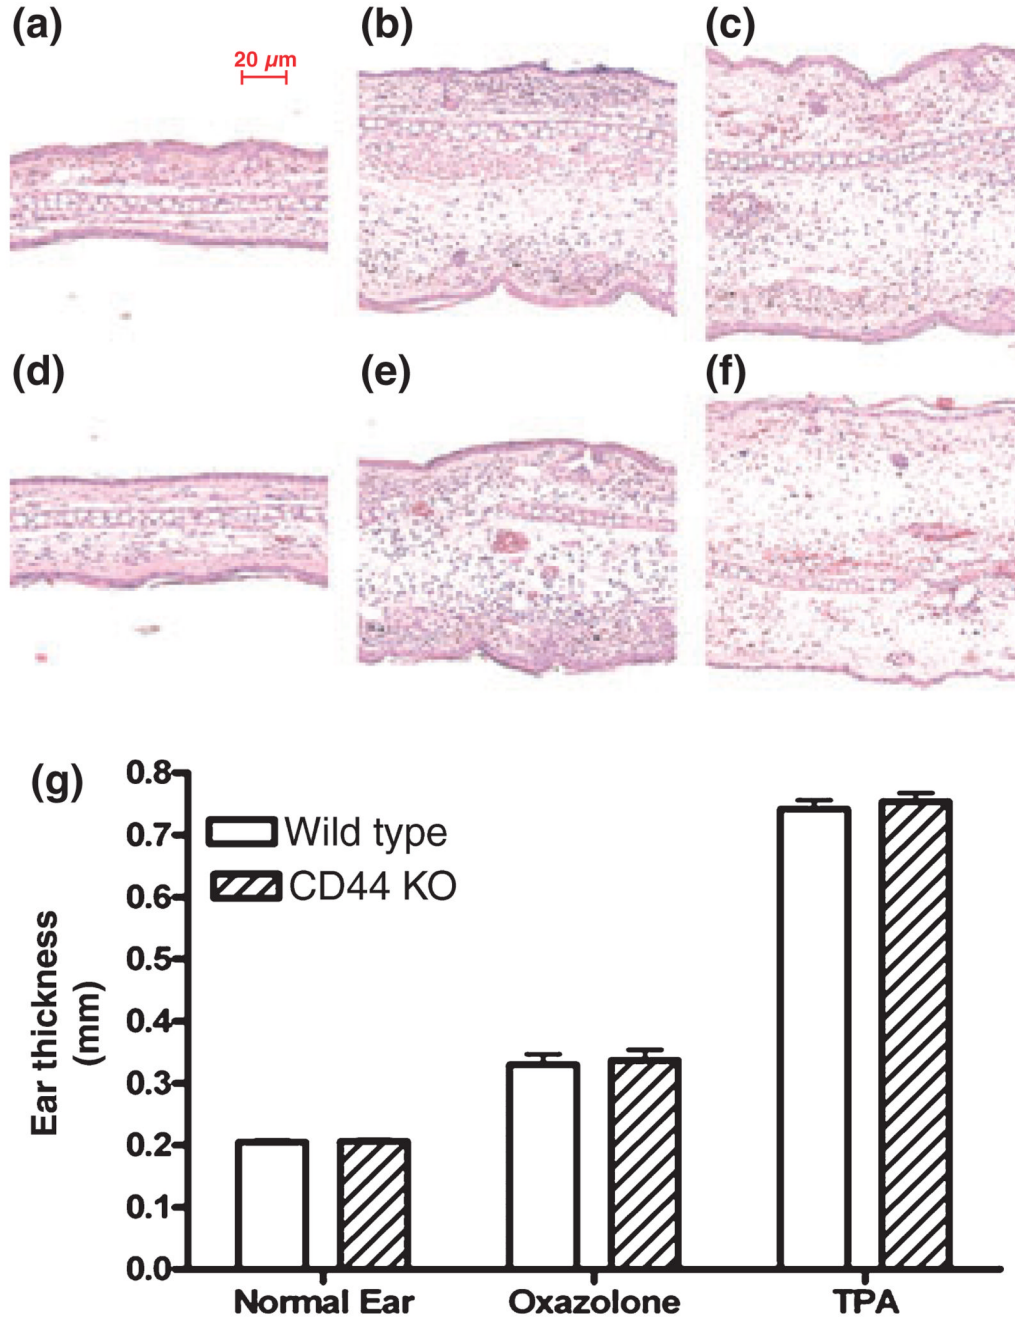 (a)
(b)
(c)
20 µm
(d)
(e)
(f)
(g)
Ear thickness
(mm)
0.8
0.7
0.6
0.5
0.4
0.3
0.2
0.1
0.0
Wild type
CD44 KO
Normal Ear
Oxazolone
TPA